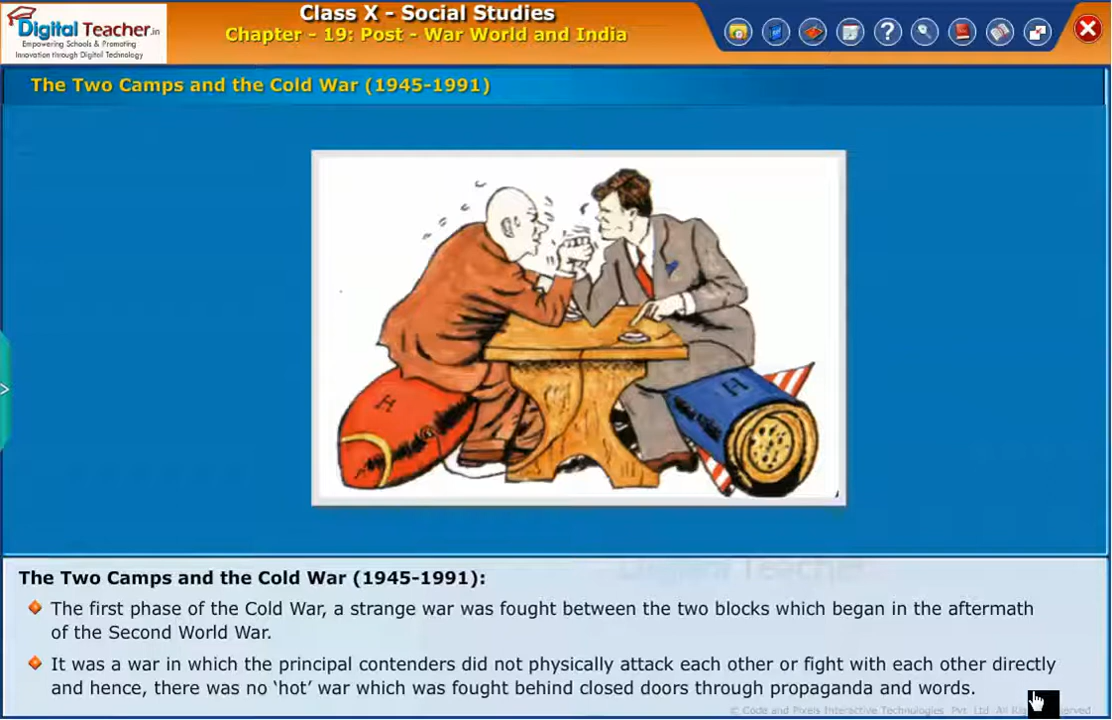 Class X - Social Studies
Digital Teacher.in
Empowering Schools & Promoting
Innovation through Digital Technology
Chapter - 19: Post - War World and India
The Two Camps and the Cold War (1945-1991)
H
H
The Two Camps and the Cold War (1945-1991):
The first phase of the Cold War, a strange war was fought between the two blocks which began in the aftermath
of the Second World War.
It was a war in which the principal contenders did not physically attack each other or fight with each other directly
and hence, there was no ‘hot’ war which was fought behind closed doors through propaganda and words.
© Code and Pixels Interactive Technologies Pvt Ltd All